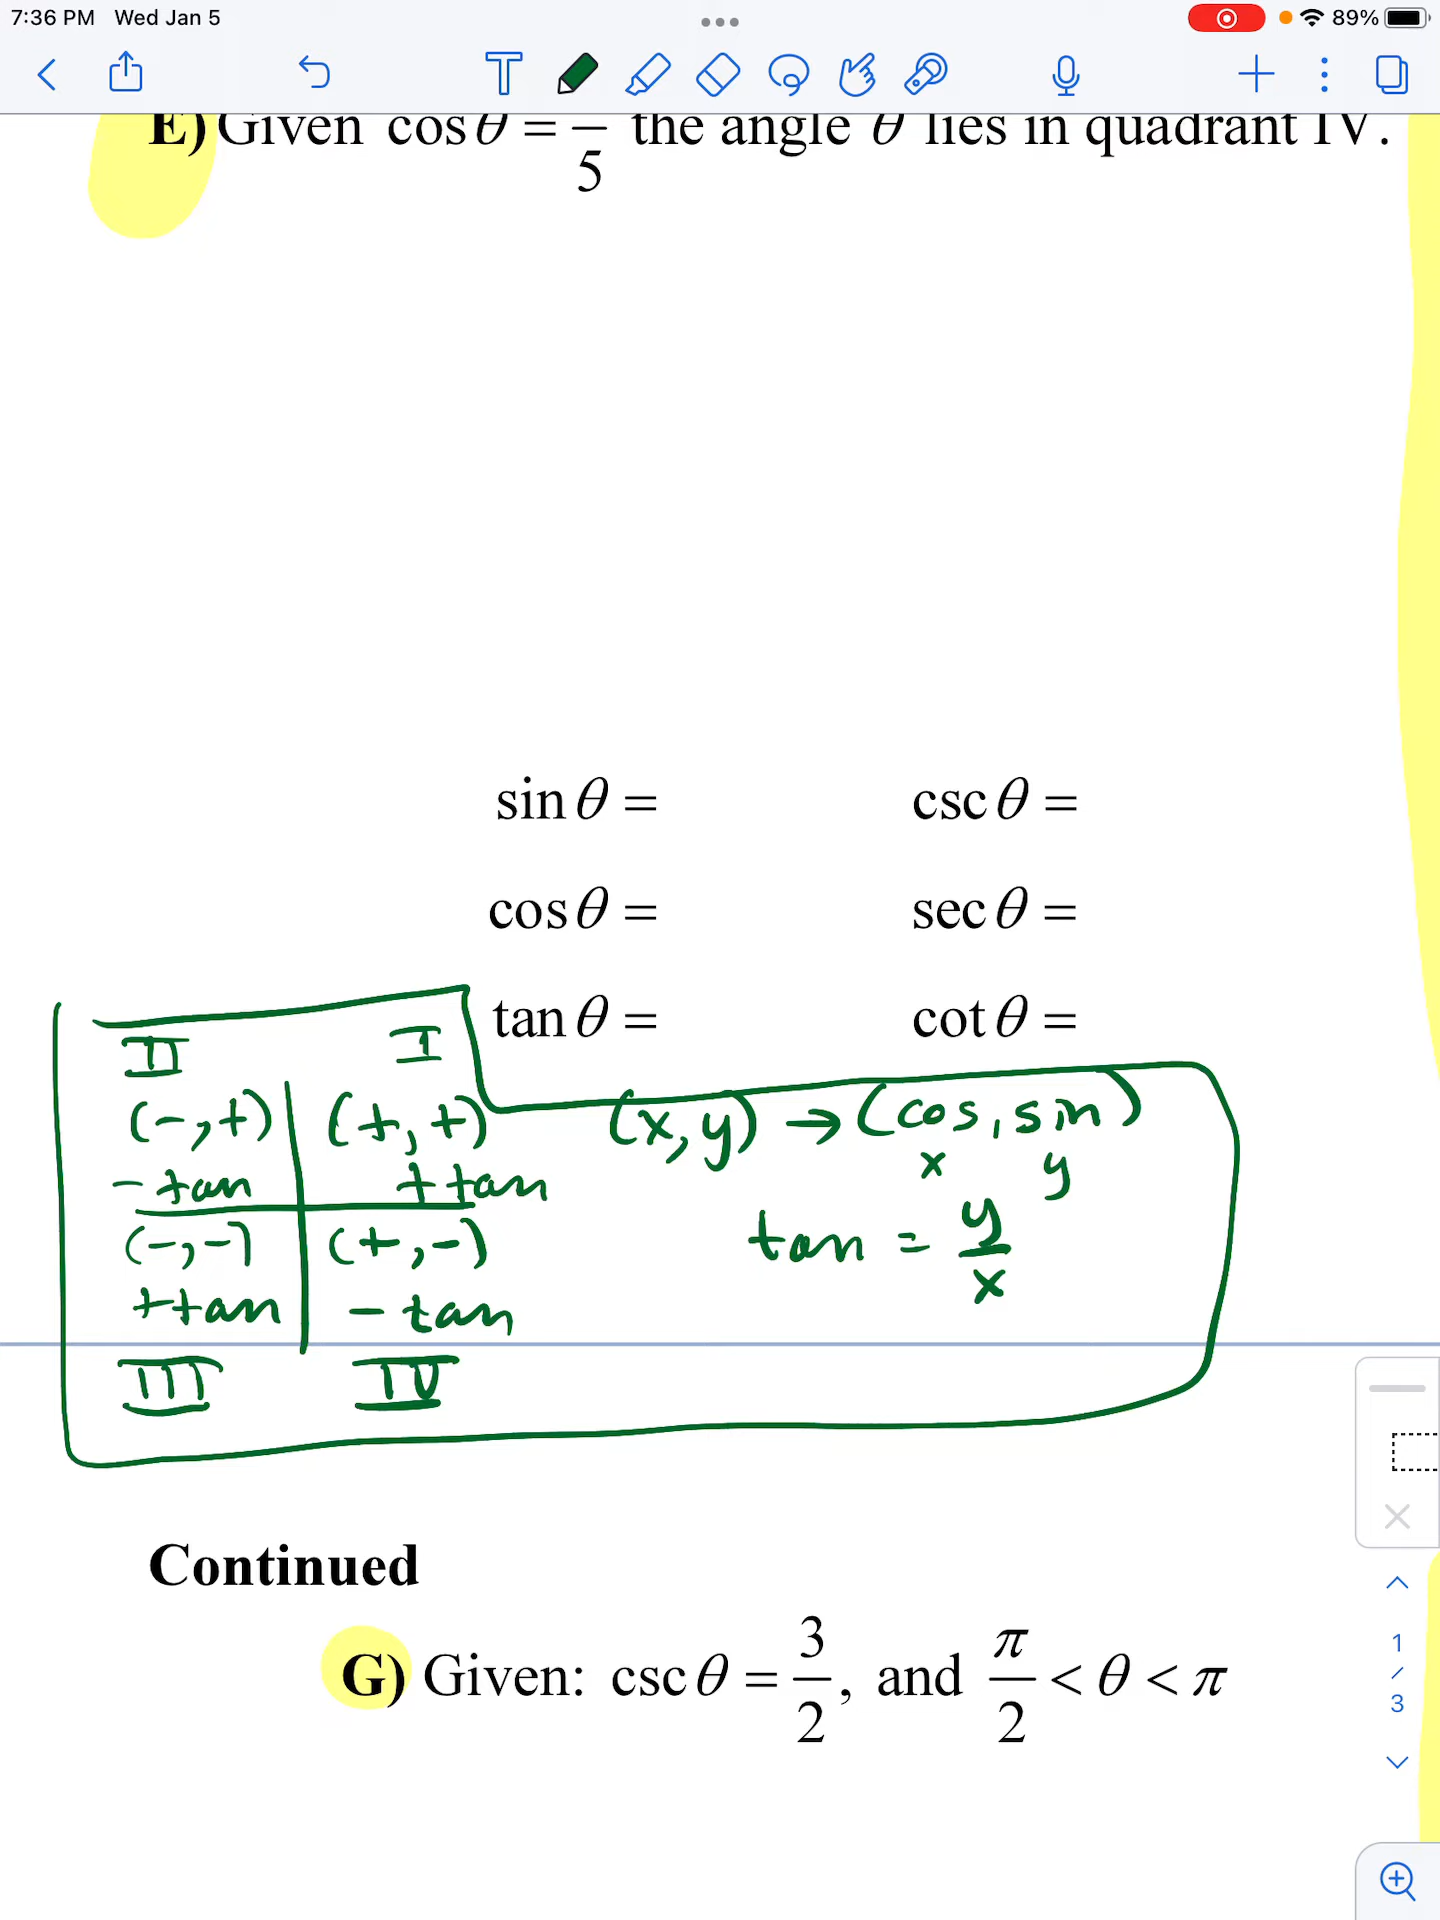 7:36 PM Wed Jan 5 89%
T
E) Given cos θ = —/5 the angle θ lies in quadrant IV.
sin θ = csc θ =
cos θ = sec θ =
tan θ = cot θ =
II I
(-,+) (+,+) (x,y) → (cos, sin)
x y
- tan + tan
tan = y/x
(-,-) (+,-)
+tan - tan
III IV
Continued
G) Given: csc θ = 3/2, and π/2 < θ < π
1
/
3